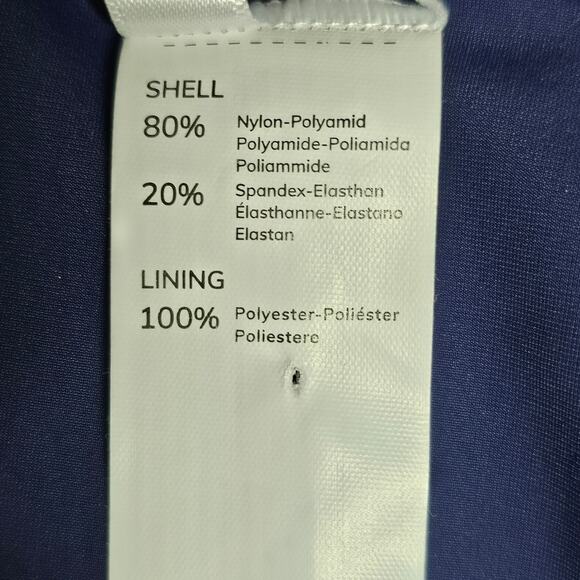 SHELL
80% Nylon-Polyamid
Polyamide-Poliamida
Poliammide
20% Spandex-Elasthan
Élasthanne-Elastano
Elastan
LINING
100% Polyester-Poliéster
Poliestere